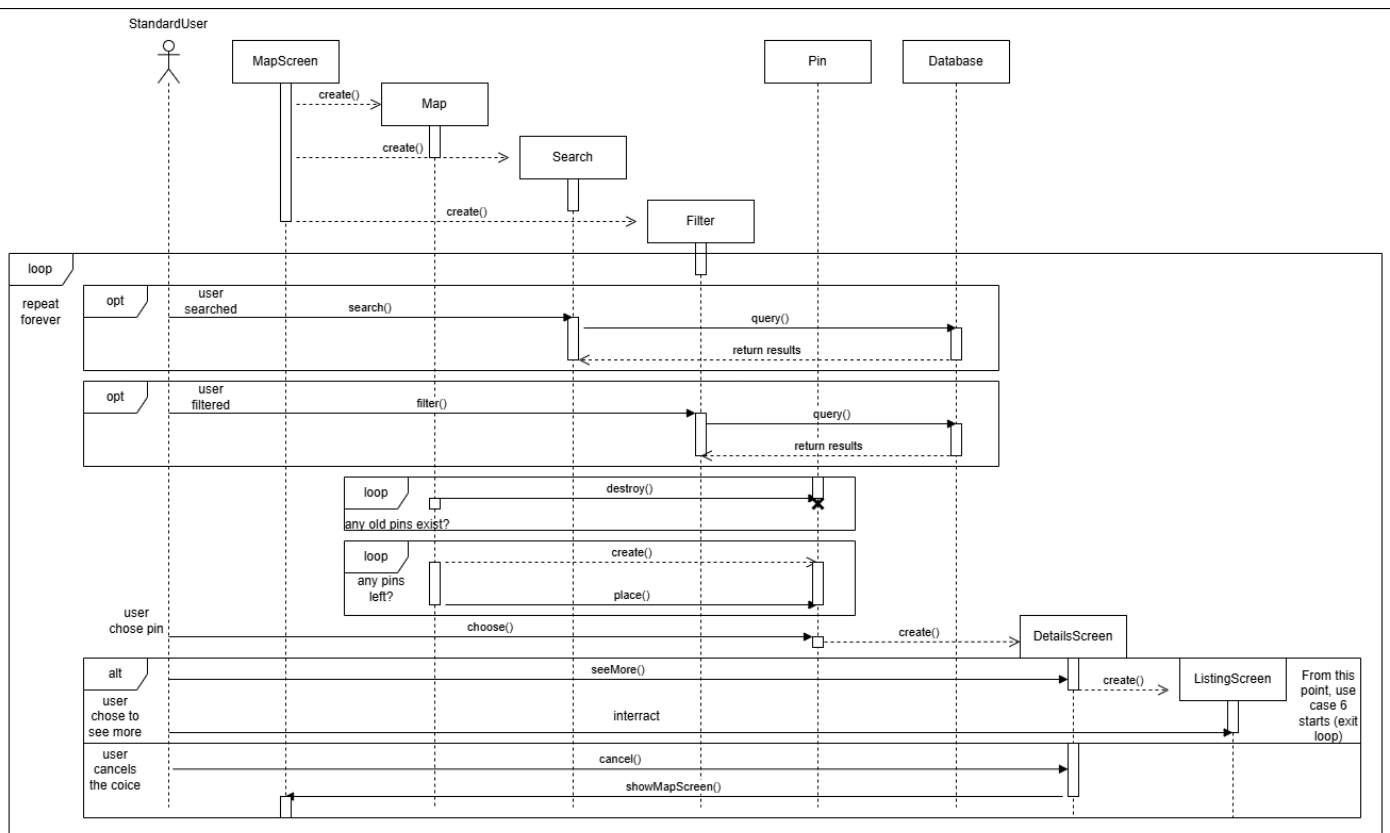 StandardUser
MapScreen
Pin
Database
create()
Map
create()
Search
create()
Filter
loop
repeat
forever
opt
user
searched
search()
query()
return results
opt
user
filtered
filter()
query()
return results
loop
destroy()
any old pins exist?
loop
create()
any pins
left?
place()
user
chose pin
choose()
create()
DetailsScreen
alt
seeMore()
create()
ListingScreen
From this
point, use
case 6
starts (exit
loop)
user
chose to
see more
interract
user
cancels
the coice
cancel()
showMapScreen()